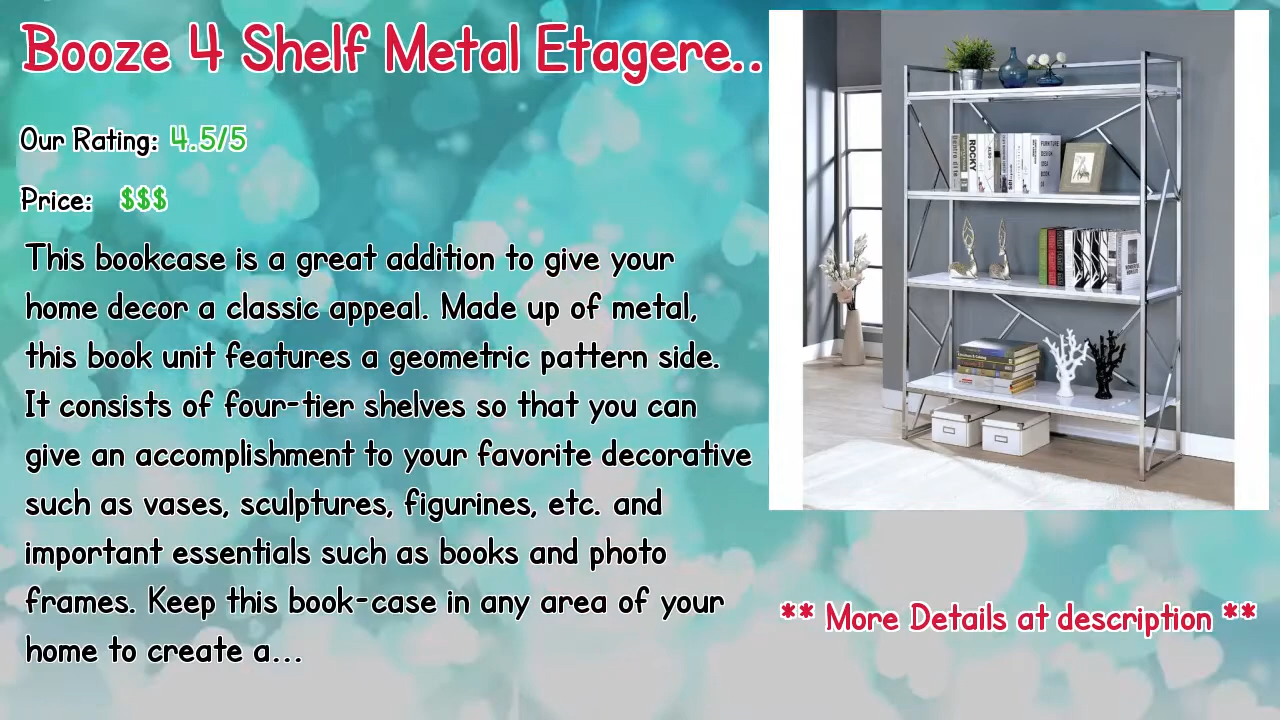 Booze 4 Shelf Metal Etagere..
Our Rating: 4.5/5
Price: $$$
This bookcase is a great addition to give your
home decor a classic appeal. Made up of metal,
this book unit features a geometric pattern side.
It consists of four-tier shelves so that you can
give an accomplishment to your favorite decorative
such as vases, sculptures, figurines, etc. and
important essentials such as books and photo
frames. Keep this book-case in any area of your
home to create a...
ROCKY
FURNITURE
** More Details at description **